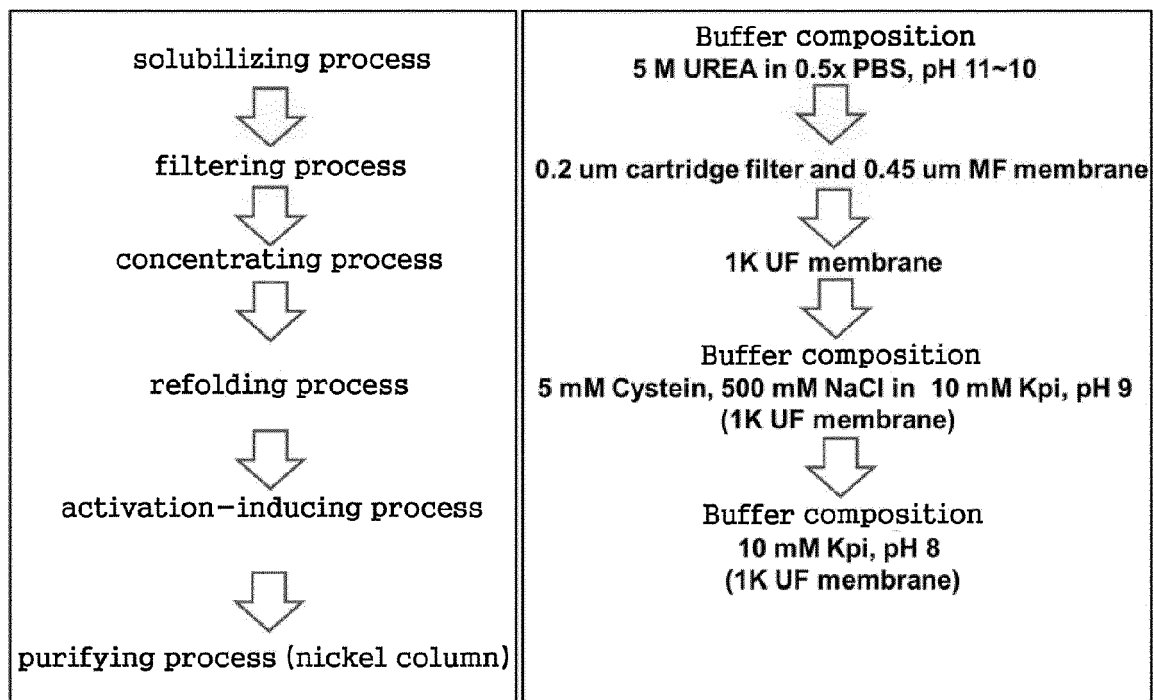 solubilizing process
filtering process
concentrating process
refolding process
activation-inducing process
purifying process (nickel column)
Buffer composition
5 M UREA in 0.5x PBS, pH 11~10
0.2 um cartridge filter and 0.45 um MF membrane
1K UF membrane
Buffer composition
5 mM Cystein, 500 mM NaCl in 10 mM Kpi, pH 9
(1K UF membrane)
Buffer composition
10 mM Kpi, pH 8
(1K UF membrane)